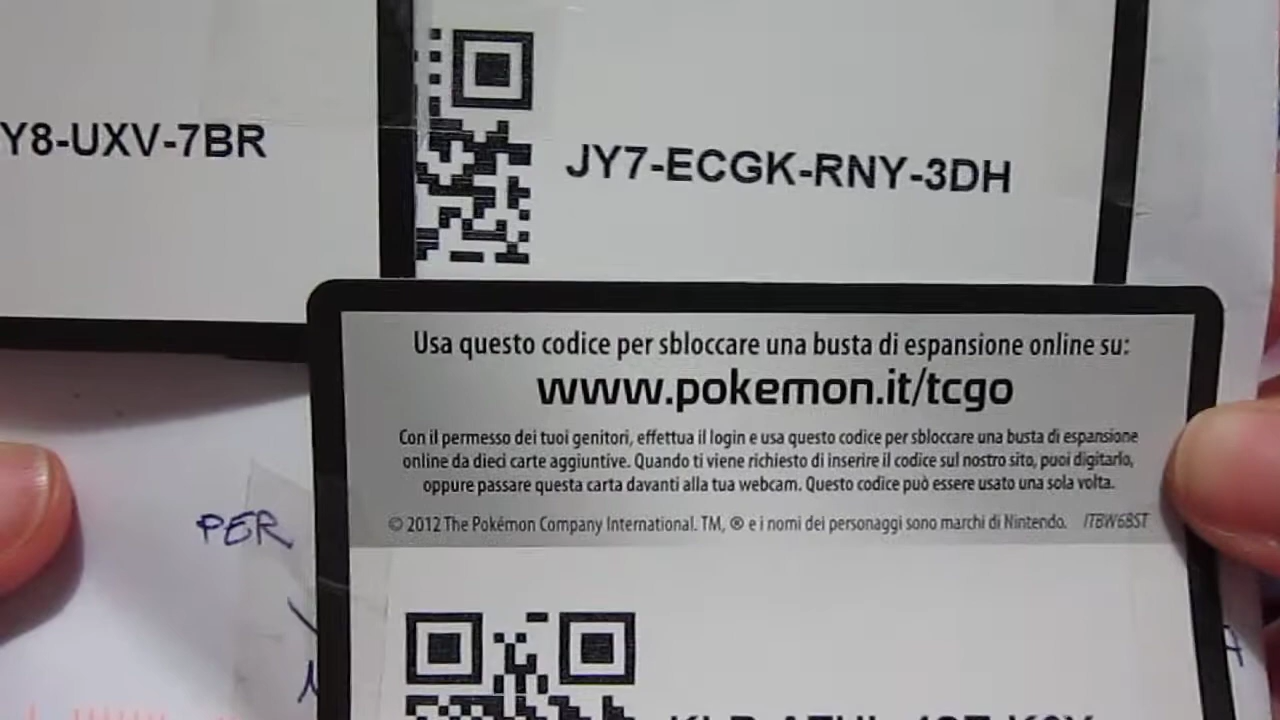 Y8-UXV-7BR
JY7-ECGK-RNY-3DH
Usa questo codice per sbloccare una busta di espansione online su:
www.pokemon.it/tcgo
Con il permesso dei tuoi genitori, effettua il login e usa questo codice per sbloccare una busta di espansione
online da dieci carte aggiuntive. Quando ti viene richiesto di inserire il codice sul nostro sito, puoi digitarlo,
oppure passare questa carta davanti alla tua webcam. Questo codice può essere usato una sola volta.
© 2012 The Pokémon Company International. TM, ® e i nomi dei personaggi sono marchi di Nintendo. ITBW6BST
PER